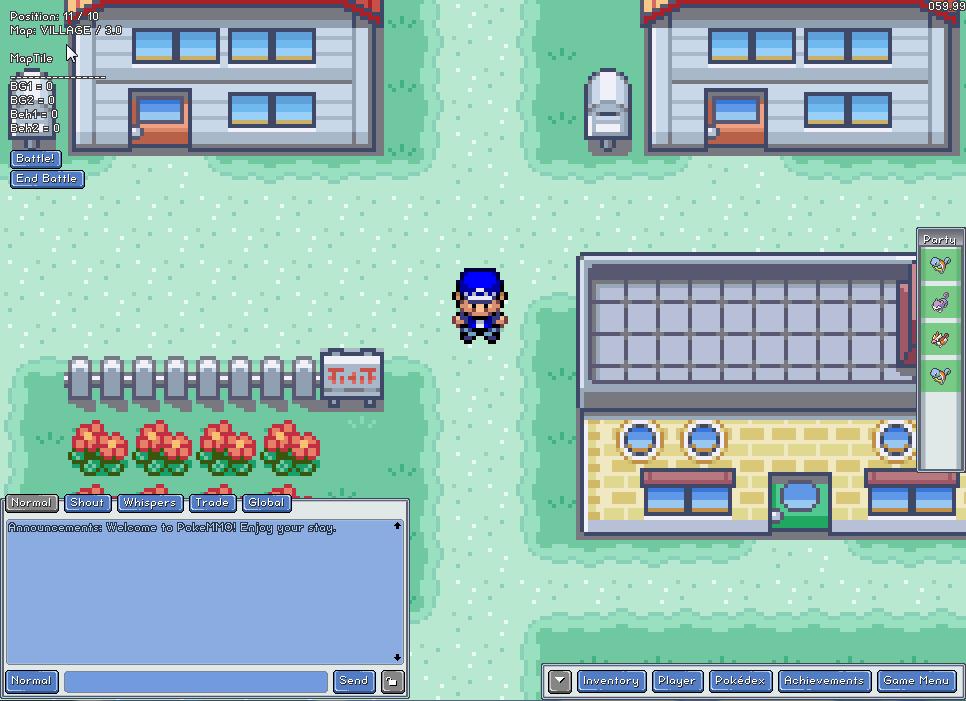 Position: 11 / 10
059.99
Map: VILLAGE / 3.0
MapTile
BG1 = 0
BG2 = 0
Beh1 = 0
Beh2 = 0
Battle!
End Battle
Party
Normal Shout Whispers Trade Global
Announcements: Welcome to PokeMMO! Enjoy your stay.
Normal Send
Inventory Player Pokédex Achievements Game Menu